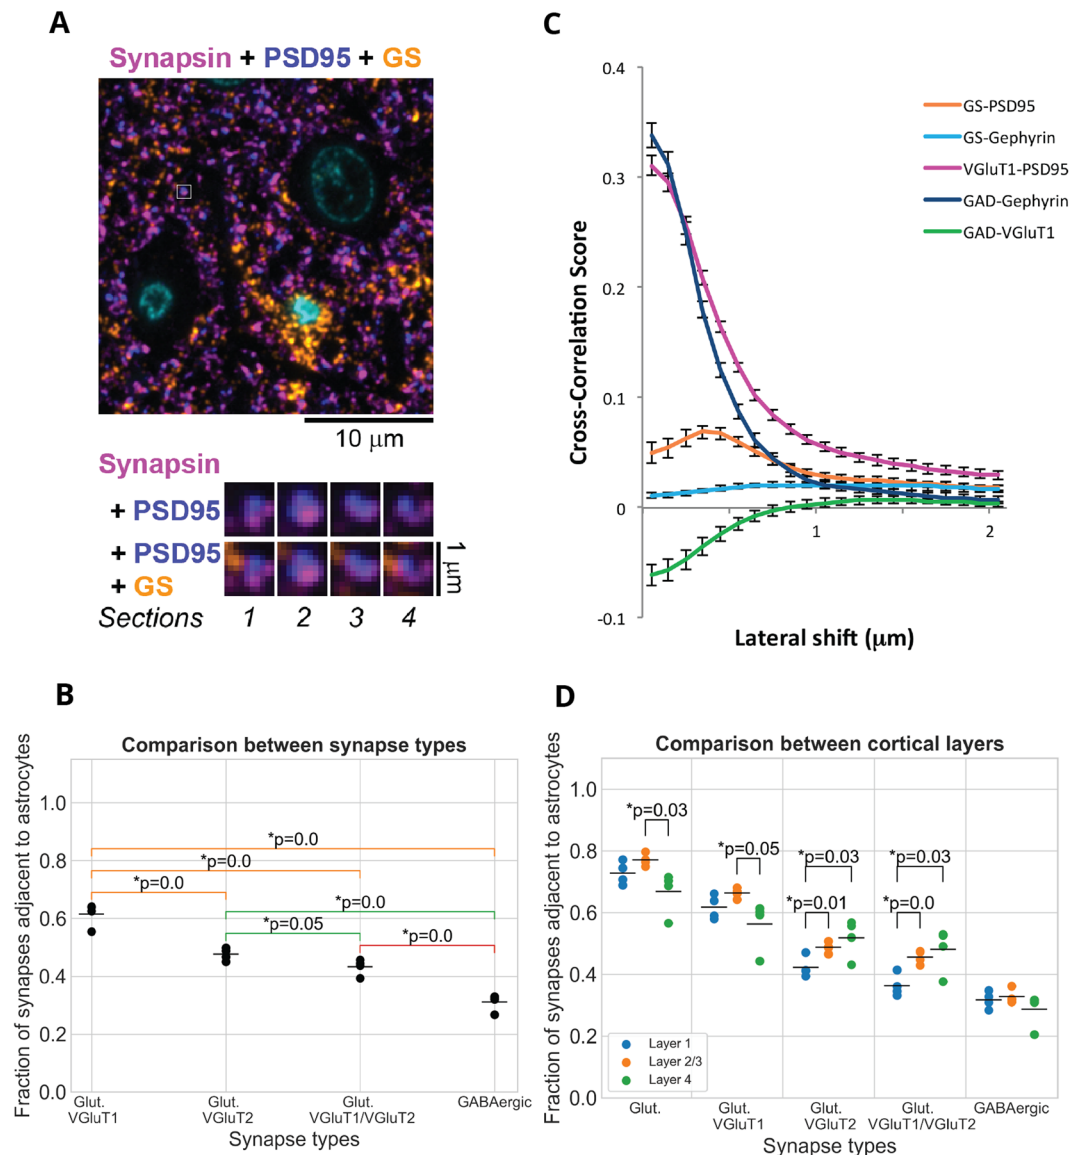 A
Synapsin + PSD95 + GS
10 μm
Synapsin
+ PSD95
+ PSD95
+ GS
1 μm
Sections 1 2 3 4
C
0.4
0.3
0.2
0.1
0
-0.1
1
2
Cross-Correlation Score
Lateral shift (μm)
GS-PSD95
GS-Gephyrin
VGluT1-PSD95
GAD-Gephyrin
GAD-VGluT1
B
Comparison between synapse types
Fraction of synapses adjacent to astrocytes
1.0
0.8
0.6
0.4
0.2
0.0
*p=0.0
*p=0.0
*p=0.0
*p=0.0
*p=0.05
*p=0.0
Glut.
VGluT1
Glut.
VGluT2
Glut.
VGluT1/VGluT2
GABAergic
Synapse types
D
Comparison between cortical layers
Fraction of synapses adjacent to astrocytes
1.0
0.8
0.6
0.4
0.2
0.0
*p=0.03
*p=0.05
*p=0.03
*p=0.01
*p=0.03
*p=0.0
Layer 1
Layer 2/3
Layer 4
Glut.
Glut.
VGluT1
Glut.
VGluT2
Glut.
VGluT1/VGluT2
GABAergic
Synapse types